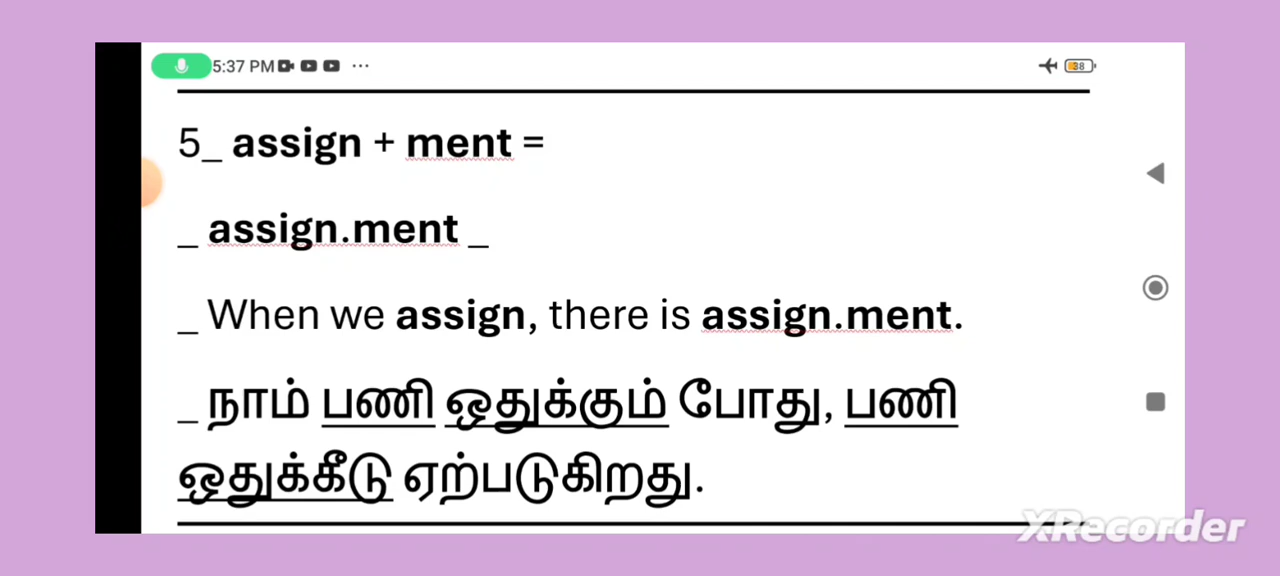 5:37 PM ...
38
5_ assign + ment =
_ assign.ment _
_ When we assign, there is assign.ment.
_ நாம் பணி ஒதுக்கும் போது, பணி
ஒதுக்கீடு ஏற்படுகிறது.
XRecorder